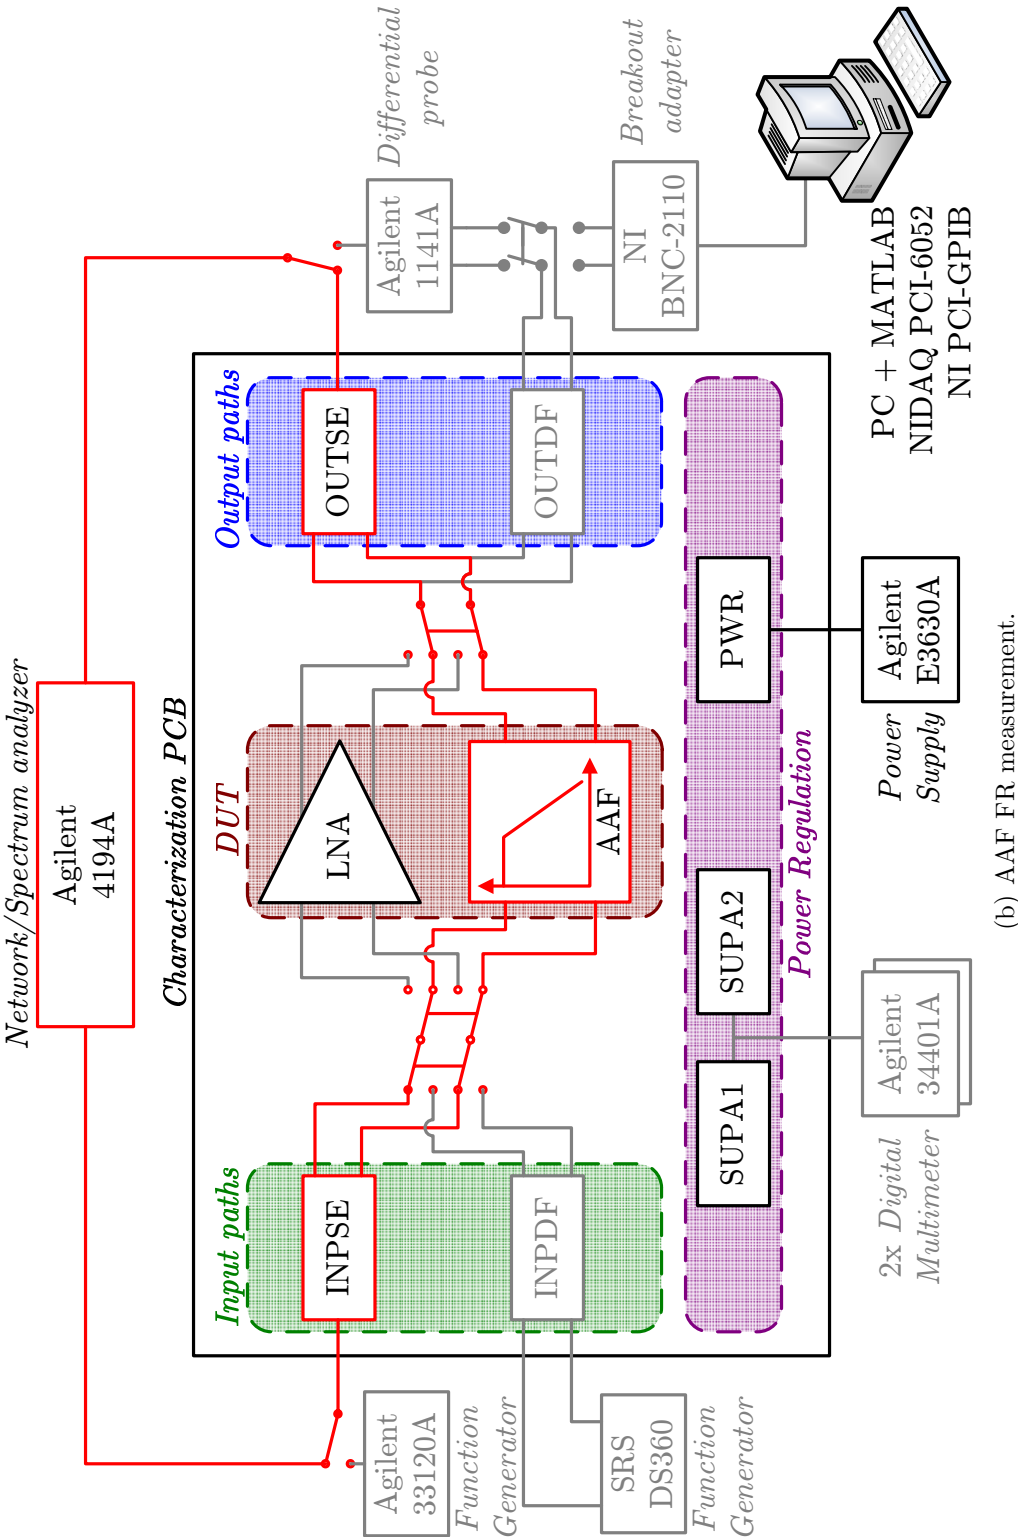 Network/Spectrum analyzer
Agilent
4194A
Characterization PCB
Input paths
DUT
Output paths
INPSE
LNA
OUTSE
INPDF
AAF
OUTDF
SUPA1
SUPA2
PWR
Power Regulation
Agilent
33120A
Function
Generator
SRS
DS360
Function
Generator
2x Digital
Multimeter
Agilent
34401A
Power
Supply
Agilent
E3630A
Agilent
1141A
Differential
probe
NI
BNC-2110
Breakout
adapter
PC + MATLAB
NIDAQ PCI-6052
NI PCI-GPIB
(b) AAF FR measurement.